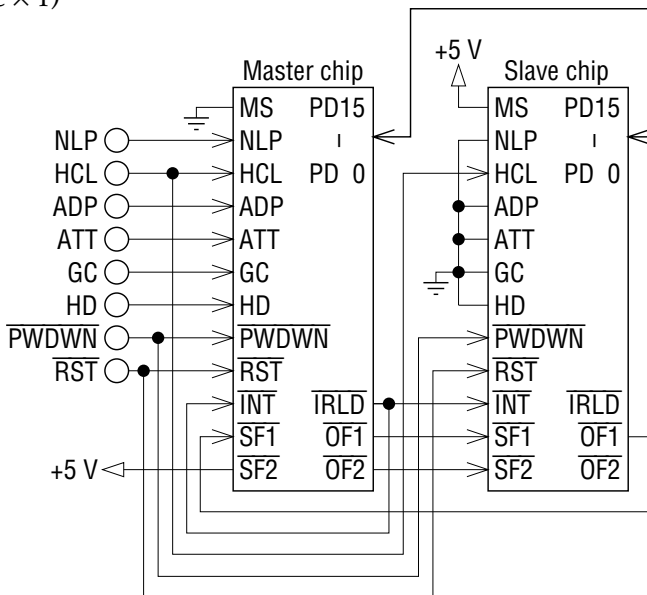 +5 V
Master chip
Slave chip
MS PD15
NLP
HCL PD 0
ADP
ATT
GC
HD
PWDWN
RST
INT IRLD
SF1 OF1
SF2 OF2
MS PD15
NLP
HCL PD 0
ADP
ATT
GC
HD
PWDWN
RST
INT IRLD
SF1 OF1
SF2 OF2
NLP
HCL
ADP
ATT
GC
HD
PWDWN
RST
+5 V